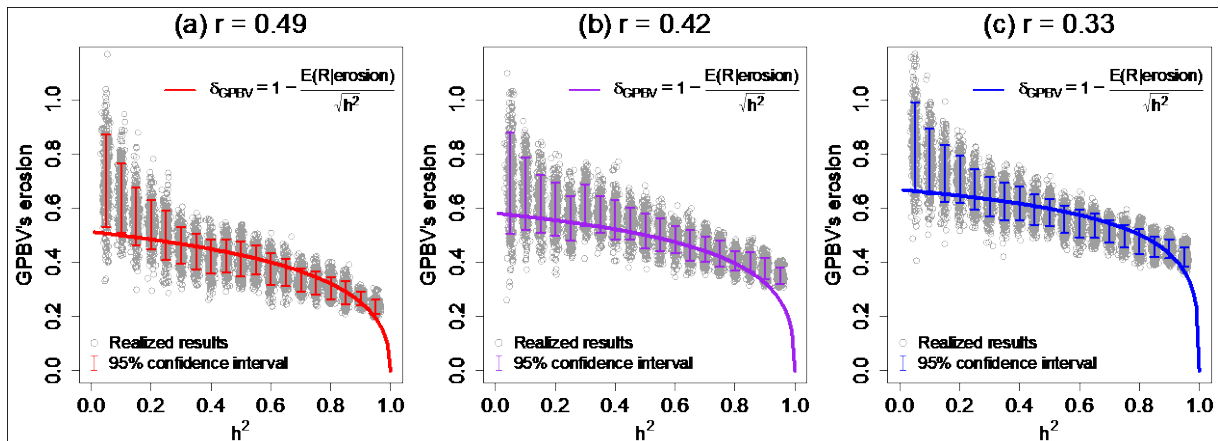 (a) r = 0.49
GPBV's erosion
0.0 0.2 0.4 0.6 0.8 1.0
δGPBV = 1 − E(R|erosion) / √h²
Realized results
95% confidence interval
0.0 0.2 0.4 0.6 0.8 1.0
h²
(b) r = 0.42
GPBV's erosion
0.0 0.2 0.4 0.6 0.8 1.0
δGPBV = 1 − E(R|erosion) / √h²
Realized results
95% confidence interval
0.0 0.2 0.4 0.6 0.8 1.0
h²
(c) r = 0.33
GPBV's erosion
0.0 0.2 0.4 0.6 0.8 1.0
δGPBV = 1 − E(R|erosion) / √h²
Realized results
95% confidence interval
0.0 0.2 0.4 0.6 0.8 1.0
h²